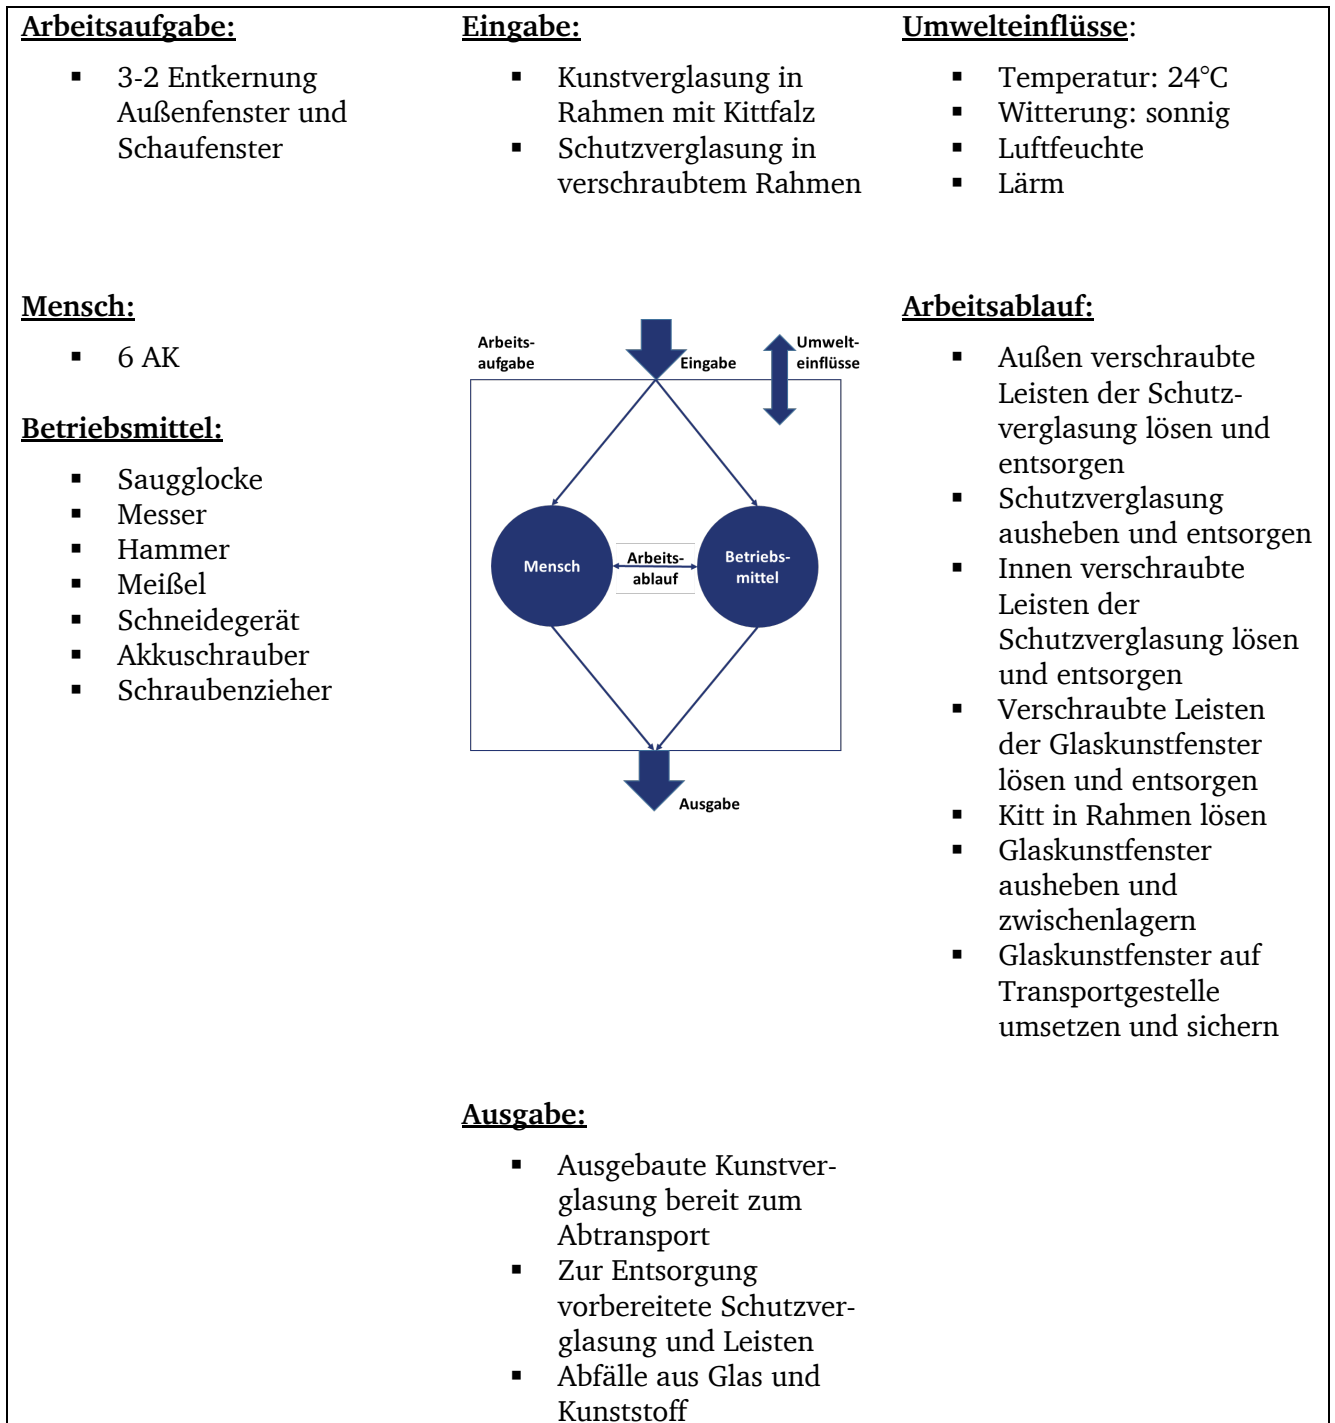 Arbeitsaufgabe:
▪ 3-2 Entkernung
Außenfenster und
Schaufenster
Eingabe:
▪ Kunstverglasung in
Rahmen mit Kittfalz
▪ Schutzverglasung in
verschraubtem Rahmen
Umwelteinflüsse:
▪ Temperatur: 24°C
▪ Witterung: sonnig
▪ Luftfeuchte
▪ Lärm
Mensch:
▪ 6 AK
Betriebsmittel:
▪ Saugglocke
▪ Messer
▪ Hammer
▪ Meißel
▪ Schneidegerät
▪ Akkuschrauber
▪ Schraubenzieher
Arbeits-
aufgabe
Eingabe
Umwelt-
einflüsse
Mensch
Arbeits-
ablauf
Betriebs-
mittel
Ausgabe
Arbeitsablauf:
▪ Außen verschraubte
Leisten der Schutz-
verglasung lösen und
entsorgen
▪ Schutzverglasung
ausheben und entsorgen
▪ Innen verschraubte
Leisten der
Schutzverglasung lösen
und entsorgen
▪ Verschraubte Leisten
der Glaskunstfenster
lösen und entsorgen
▪ Kitt in Rahmen lösen
▪ Glaskunstfenster
ausheben und
zwischenlagern
▪ Glaskunstfenster auf
Transportgestelle
umsetzen und sichern
Ausgabe:
▪ Ausgebaute Kunstver-
glasung bereit zum
Abtransport
▪ Zur Entsorgung
vorbereitete Schutzver-
glasung und Leisten
▪ Abfälle aus Glas und
Kunststoff